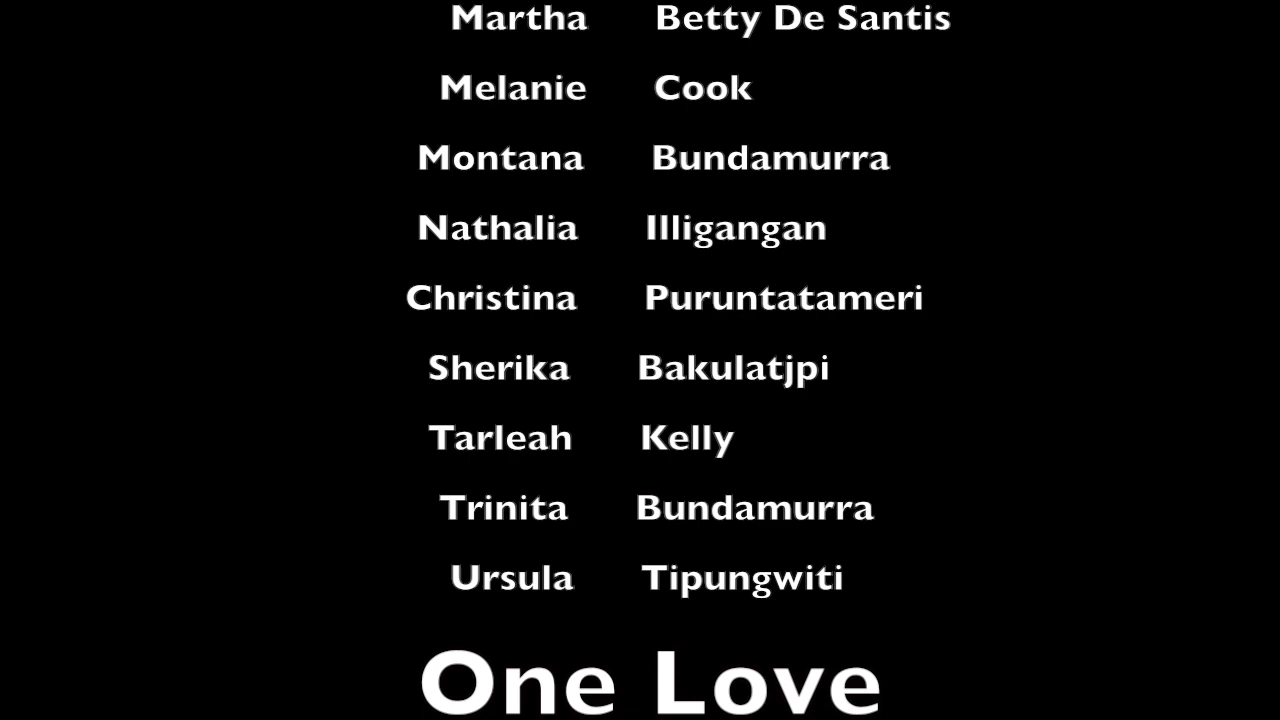 Martha Betty De Santis
Melanie Cook
Montana Bundamurra
Nathalia Illigangan
Christina Puruntatameri
Sherika Bakulatjpi
Tarleah Kelly
Trinita Bundamurra
Ursula Tipungwiti
One Love